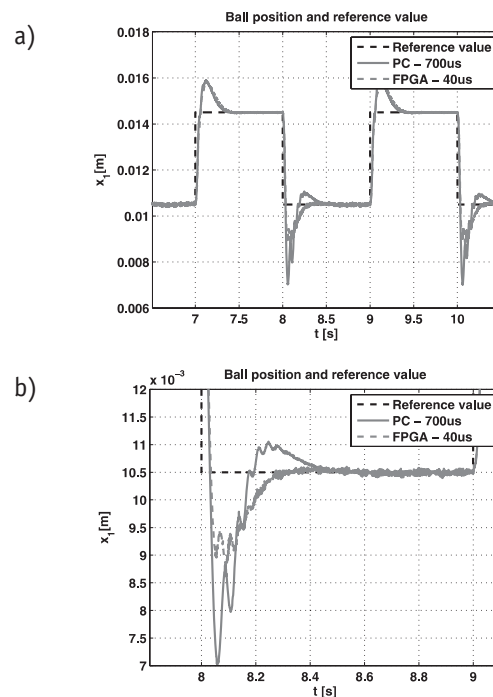 a)
Ball position and reference value
0.018
0.016
0.014
0.012
0.01
0.008
0.006
x1[m]
Reference value
PC – 700us
FPGA – 40us
7
7.5
8
8.5
9
9.5
10
t [s]
b)
Ball position and reference value
x 10⁻³
12
11.5
11
10.5
10
9.5
9
8.5
8
7.5
7
x1[m]
Reference value
PC – 700us
FPGA – 40us
8
8.2
8.4
8.6
8.8
9
t [s]